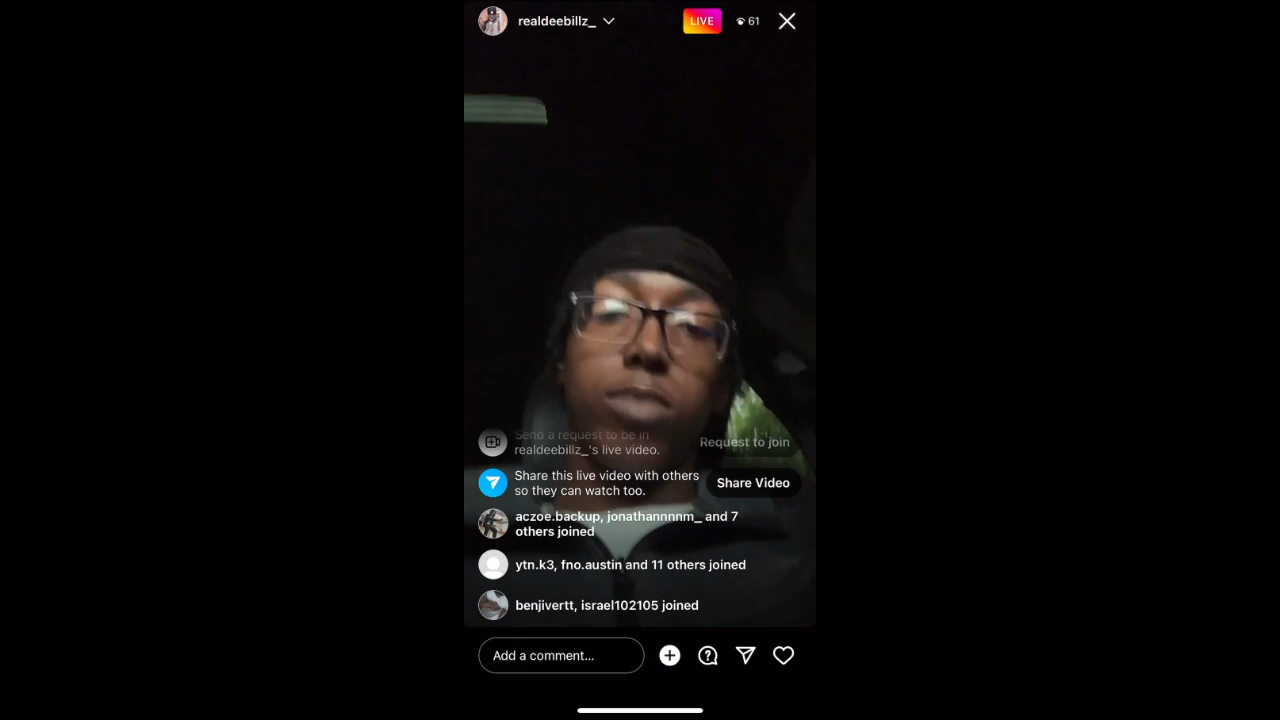 realdeebillz_
LIVE
61
Send a request to be in
realdeebillz_'s live video.
Request to join
Share this live video with others
so they can watch too.
Share Video
aczoe.backup, jonathannnnm_ and 7
others joined
ytn.k3, fno.austin and 11 others joined
benjivertt, israel102105 joined
Add a comment...